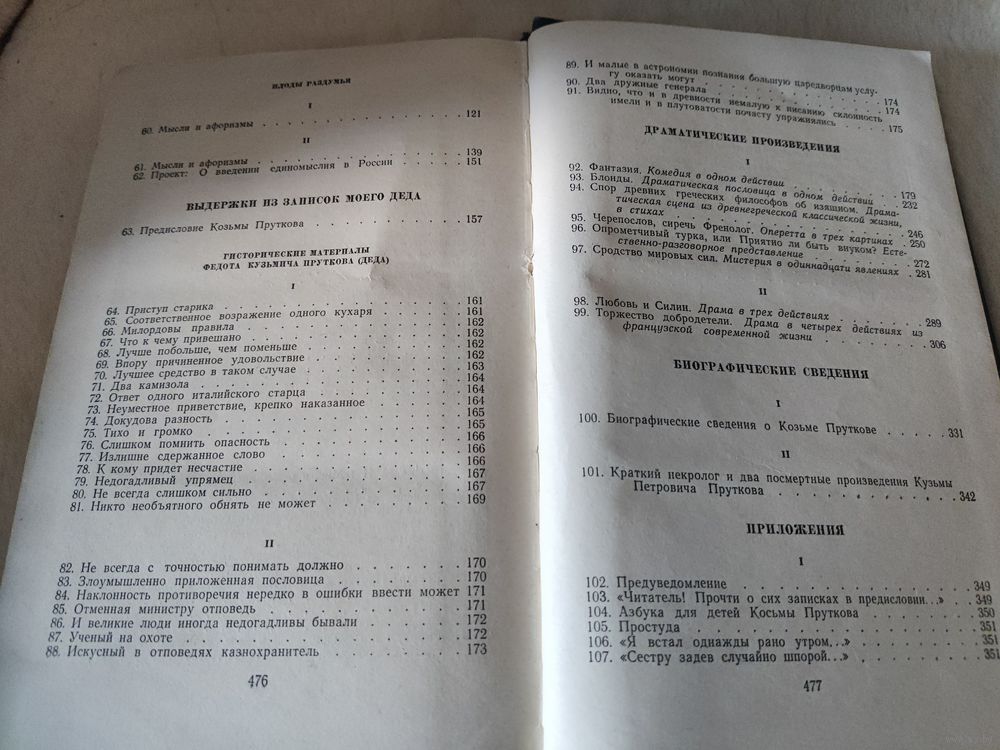 ПЛОДЫ РАЗДУМЬЯ
I
60. Мысли и афоризмы . . . . . . . . . . . . . . . . 121
II
61. Мысли и афоризмы . . . . . . . . . . . . . . . . 139
62. Проект: О введении единомыслия в России . . . . . 151
ВЫДЕРЖКИ ИЗ ЗАПИСОК МОЕГО ДЕДА
63. Предисловие Козьмы Пруткова . . . . . . . . . . 157
ГИСТОРИЧЕСКИЕ МАТЕРИАЛЫ
ФЕДОТА КУЗЬМИЧА ПРУТКОВА (ДЕДА)
I
64. Приступ старика . . . . . . . . . . . . . . . . 161
65. Соответственное возражение одного кухаря . . . . . 161
66. Милордовы правила . . . . . . . . . . . . . . . 162
67. Что к чему привешано . . . . . . . . . . . . . . 162
68. Лучше побольше, чем поменьше . . . . . . . . . . 162
69. Впору причиненное удовольствие . . . . . . . . . 162
70. Лучшее средство в таком случае . . . . . . . . . 163
71. Два камизола . . . . . . . . . . . . . . . . . . 164
72. Ответ одного италийского старца . . . . . . . . . 164
73. Неуместное приветствие, крепко наказанное . . . . 164
74. Докудова разность . . . . . . . . . . . . . . . 165
75. Тихо и громко . . . . . . . . . . . . . . . . . 165
76. Слишком помнить опасность . . . . . . . . . . . 166
77. Излишне сдержанное слово . . . . . . . . . . . . 166
78. К кому придет несчастие . . . . . . . . . . . . 166
79. Недогадливый упрямец . . . . . . . . . . . . . . 167
80. Не всегда слишком сильно . . . . . . . . . . . . 167
81. Никто необъятного обнять не может . . . . . . . . 169
II
82. Не всегда с точностью понимать должно . . . . . . 170
83. Злоумышленно приложенная пословица . . . . . . . 170
84. Наклонность противоречия нередко в ошибки ввести может 171
85. Отменная министру отповедь . . . . . . . . . . . 171
86. И великие люди иногда недогадливы бывали . . . . 172
87. Ученый на охоте . . . . . . . . . . . . . . . . 172
88. Искусный в отповедях казнохранитель . . . . . . . 173
476
89. И малые в астрономии познания большую царедворцам услу-
гу оказать могут . . . . . . . . . . . . . . . . 174
90. Два дружные генерала . . . . . . . . . . . . . . 174
91. Видно, что и в древности немалую к писанию склонность
имели и в плутоватости почасту упражнялись . . . . 175
ДРАМАТИЧЕСКИЕ ПРОИЗВЕДЕНИЯ
I
92. Фантазия. Комедия в одном действии . . . . . . . 179
93. Блонды. Драматическая пословица в одном действии . . 232
94. Спор древних греческих философов об изящном. Драма-
тическая сцена из древнегреческой классической жизни,
в стихах . . . . . . . . . . . . . . . . . . . . 246
95. Черепослов, сиречь Френолог. Оперетта в трех картинах . 250
96. Опрометчивый турка, или Приятно ли быть внуком? Есте-
ственно-разговорное представление . . . . . . . . 272
97. Сродство мировых сил. Мистерия в одиннадцати явлениях . 281
II
98. Любовь и Силин. Драма в трех действиях . . . . . . 289
99. Торжество добродетели. Драма в четырех действиях из
французской современной жизни . . . . . . . . . . 306
БИОГРАФИЧЕСКИЕ СВЕДЕНИЯ
I
100. Биографические сведения о Козьме Пруткове . . . . . 331
II
101. Краткий некролог и два посмертные произведения Кузьмы
Петровича Пруткова . . . . . . . . . . . . . . . 342
ПРИЛОЖЕНИЯ
I
102. Предуведомление . . . . . . . . . . . . . . . . 349
103. «Читатель! Прочти о сих записках в предисловии...» . . 349
104. Азбука для детей Косьмы Пруткова . . . . . . . . 350
105. Простуда . . . . . . . . . . . . . . . . . . . . 351
106. «Я встал однажды рано утром...» . . . . . . . . . 351
107. «Сестру задев случайно шпорой...» . . . . . . . . 351
477